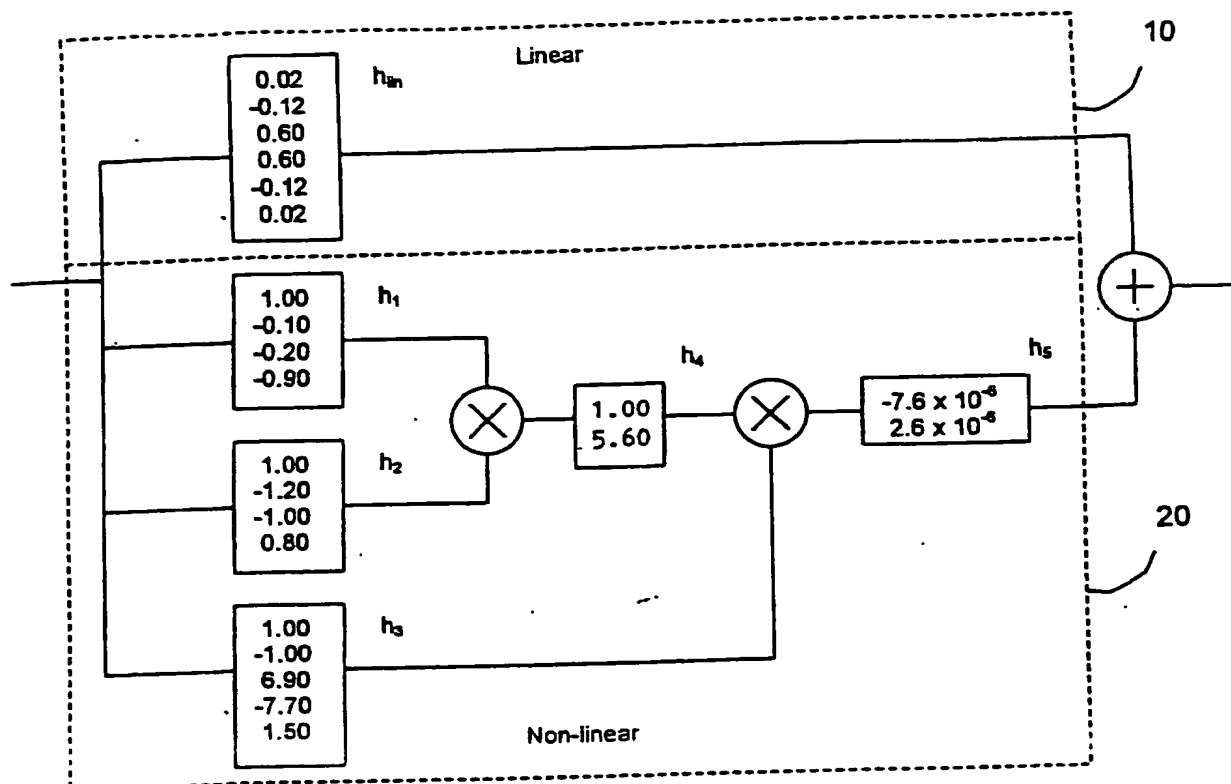 10
Linear
h_lin
0.02
-0.12
0.60
0.60
-0.12
0.02
h₁
1.00
-0.10
-0.20
-0.90
h₄
h₅
1.00
5.60
-7.6 x 10⁻⁶
2.6 x 10⁻⁶
h₂
1.00
-1.20
-1.00
0.80
20
h₃
1.00
-1.00
6.90
-7.70
1.50
Non-linear